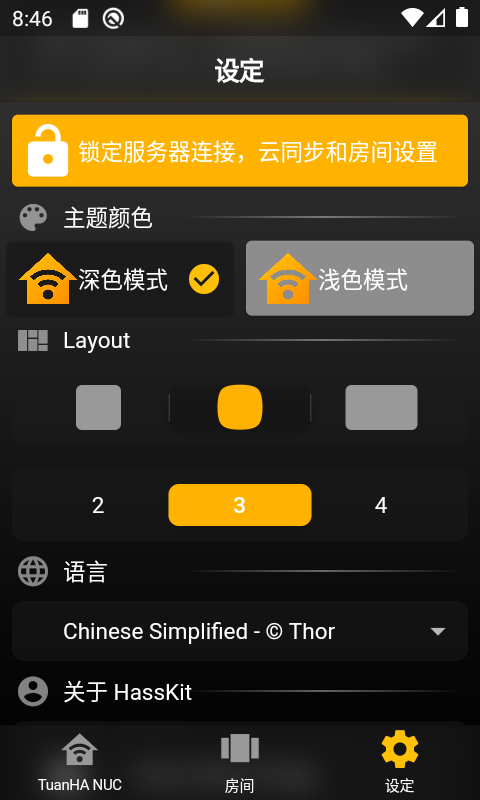 8:46
设定
锁定服务器连接，云同步和房间设置
主题颜色
深色模式
浅色模式
Layout
2
3
4
语言
Chinese Simplified - © Thor
关于 HassKit
TuanHA NUC
房间
设定